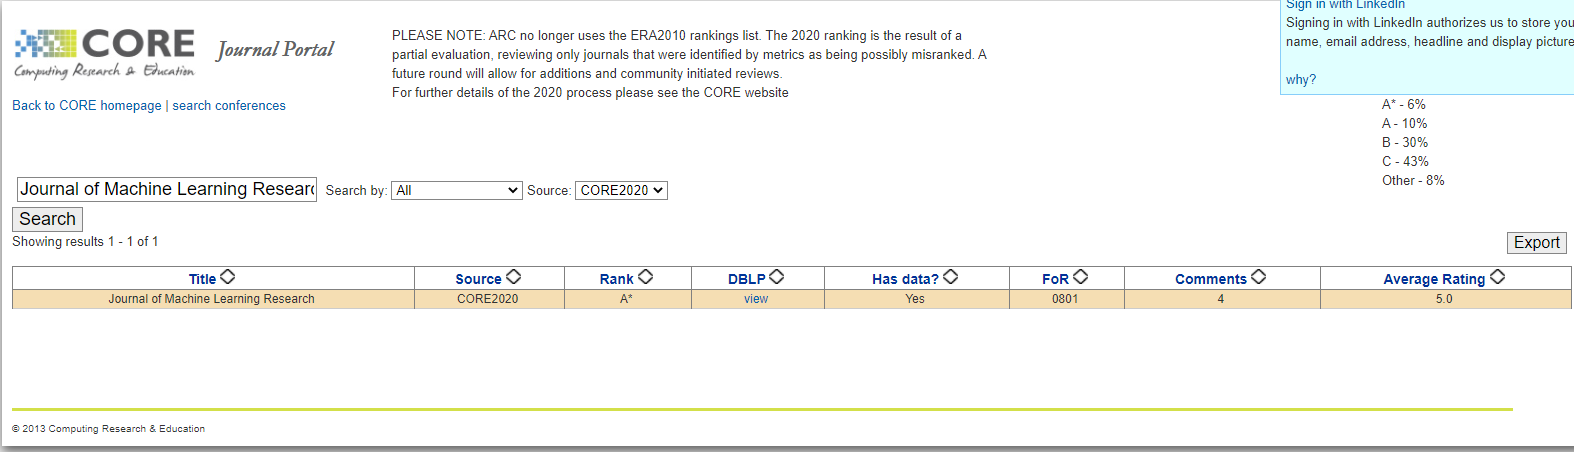 CORE
Computing Research & Education
Journal Portal
Back to CORE homepage | search conferences
PLEASE NOTE: ARC no longer uses the ERA2010 rankings list. The 2020 ranking is the result of a
partial evaluation, reviewing only journals that were identified by metrics as being possibly misranked. A
future round will allow for additions and community initiated reviews.
For further details of the 2020 process please see the CORE website
Sign in with LinkedIn
Signing in with LinkedIn authorizes us to store you
name, email address, headline and display picture
why?
A* - 6%
A - 10%
B - 30%
C - 43%
Other - 8%
Journal of Machine Learning Research Search by: All Source: CORE2020
Search
Showing results 1 - 1 of 1
Export
Title Source Rank DBLP Has data? FoR Comments Average Rating
Journal of Machine Learning Research CORE2020 A* view Yes 0801 4 5.0
© 2013 Computing Research & Education